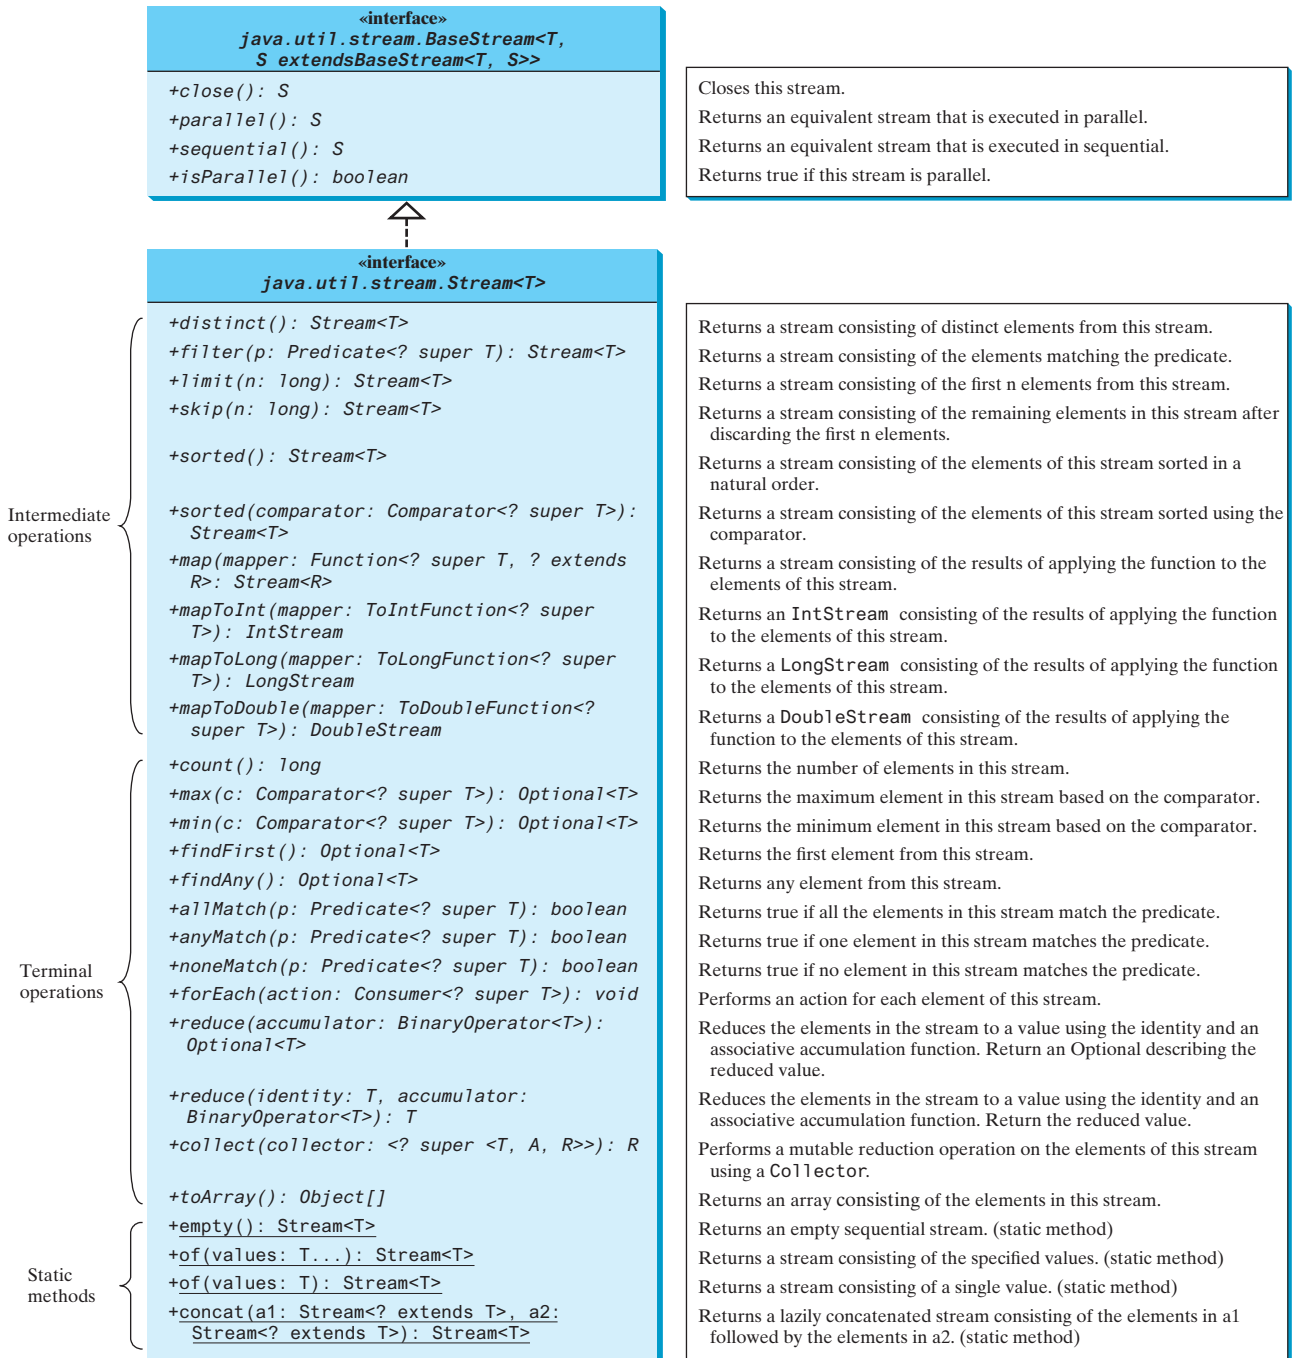 «interface»
java.util.stream.BaseStream<T,
S extendsBaseStream<T, S>>
+close(): S
+parallel(): S
+sequential(): S
+isParallel(): boolean
Closes this stream.
Returns an equivalent stream that is executed in parallel.
Returns an equivalent stream that is executed in sequential.
Returns true if this stream is parallel.
«interface»
java.util.stream.Stream<T>
Intermediate
operations
+distinct(): Stream<T>
+filter(p: Predicate<? super T): Stream<T>
+limit(n: long): Stream<T>
+skip(n: long): Stream<T>
+sorted(): Stream<T>
+sorted(comparator: Comparator<? super T>):
Stream<T>
+map(mapper: Function<? super T, ? extends
R>: Stream<R>
+mapToInt(mapper: ToIntFunction<? super
T>): IntStream
+mapToLong(mapper: ToLongFunction<? super
T>): LongStream
+mapToDouble(mapper: ToDoubleFunction<?
super T>): DoubleStream
Terminal
operations
+count(): long
+max(c: Comparator<? super T>): Optional<T>
+min(c: Comparator<? super T>): Optional<T>
+findFirst(): Optional<T>
+findAny(): Optional<T>
+allMatch(p: Predicate<? super T): boolean
+anyMatch(p: Predicate<? super T): boolean
+noneMatch(p: Predicate<? super T): boolean
+forEach(action: Consumer<? super T>): void
+reduce(accumulator: BinaryOperator<T>):
Optional<T>
+reduce(identity: T, accumulator:
BinaryOperator<T>): T
+collect(collector: <? super <T, A, R>>): R
+toArray(): Object[]
Static
methods
+empty(): Stream<T>
+of(values: T...): Stream<T>
+of(values: T): Stream<T>
+concat(a1: Stream<? extends T>, a2:
Stream<? extends T>): Stream<T>
Returns a stream consisting of distinct elements from this stream.
Returns a stream consisting of the elements matching the predicate.
Returns a stream consisting of the first n elements from this stream.
Returns a stream consisting of the remaining elements in this stream after
discarding the first n elements.
Returns a stream consisting of the elements of this stream sorted in a
natural order.
Returns a stream consisting of the elements of this stream sorted using the
comparator.
Returns a stream consisting of the results of applying the function to the
elements of this stream.
Returns an IntStream consisting of the results of applying the function
to the elements of this stream.
Returns a LongStream consisting of the results of applying the function
to the elements of this stream.
Returns a DoubleStream consisting of the results of applying the
function to the elements of this stream.
Returns the number of elements in this stream.
Returns the maximum element in this stream based on the comparator.
Returns the minimum element in this stream based on the comparator.
Returns the first element from this stream.
Returns any element from this stream.
Returns true if all the elements in this stream match the predicate.
Returns true if one element in this stream matches the predicate.
Returns true if no element in this stream matches the predicate.
Performs an action for each element of this stream.
Reduces the elements in the stream to a value using the identity and an
associative accumulation function. Return an Optional describing the
reduced value.
Reduces the elements in the stream to a value using the identity and an
associative accumulation function. Return the reduced value.
Performs a mutable reduction operation on the elements of this stream
using a Collector.
Returns an array consisting of the elements in this stream.
Returns an empty sequential stream. (static method)
Returns a stream consisting of the specified values. (static method)
Returns a stream consisting of a single value. (static method)
Returns a lazily concatenated stream consisting of the elements in a1
followed by the elements in a2. (static method)